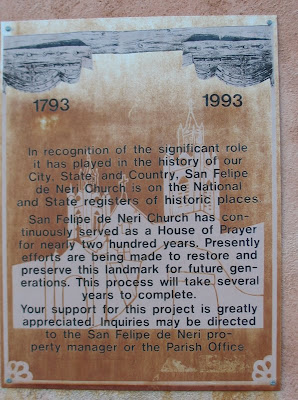 1793 1993
In recognition of the significant role
it has played in the history of our
City, State, and Country, San Felipe
de Neri Church is on the National
and State registers of historic places
San Felipe de Neri Church has con-
tinuously served as a House of Prayer
for nearly two hundred years. Presently
efforts are being made to restore and
preserve this landmark for future gen-
erations. This process will take several
years to complete.
Your support for this project is greatly
appreciated. Inquiries may be directed
to the San Felipe de Neri pro-
perty manager or the Parish Office